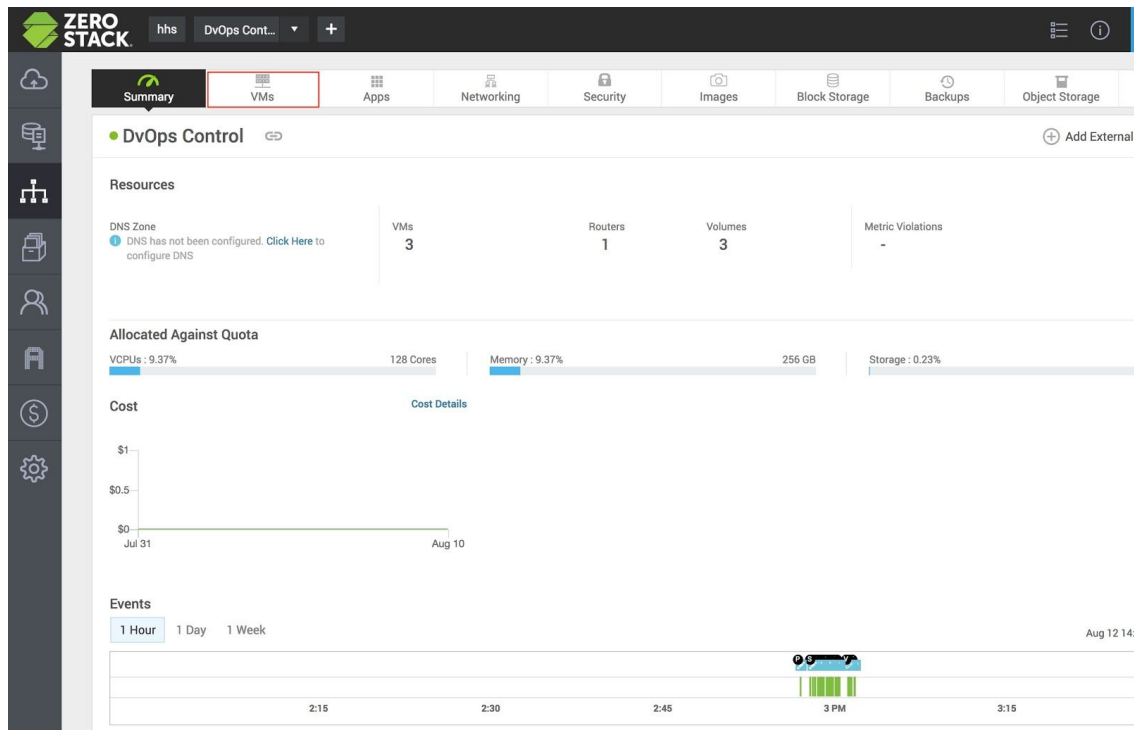 ZERO
STACK.
hhs
DvOps Cont...
Summary
VMs
Apps
Networking
Security
Images
Block Storage
Backups
Object Storage
DvOps Control
Add External
Resources
DNS Zone
DNS has not been configured. Click Here to
configure DNS
VMs
3
Routers
1
Volumes
3
Metric Violations
-
Allocated Against Quota
VCPUs : 9.37%
128 Cores
Memory : 9.37%
256 GB
Storage : 0.23%
Cost
Cost Details
$1
$0.5
$0
Jul 31
Aug 10
Events
1 Hour
1 Day
1 Week
Aug 12 14:
P S V
2:15
2:30
2:45
3 PM
3:15